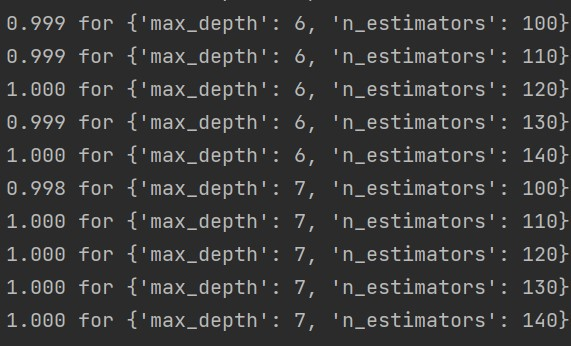 0.999 for {'max_depth': 6, 'n_estimators': 100}
0.999 for {'max_depth': 6, 'n_estimators': 110}
1.000 for {'max_depth': 6, 'n_estimators': 120}
0.999 for {'max_depth': 6, 'n_estimators': 130}
1.000 for {'max_depth': 6, 'n_estimators': 140}
0.998 for {'max_depth': 7, 'n_estimators': 100}
1.000 for {'max_depth': 7, 'n_estimators': 110}
1.000 for {'max_depth': 7, 'n_estimators': 120}
1.000 for {'max_depth': 7, 'n_estimators': 130}
1.000 for {'max_depth': 7, 'n_estimators': 140}